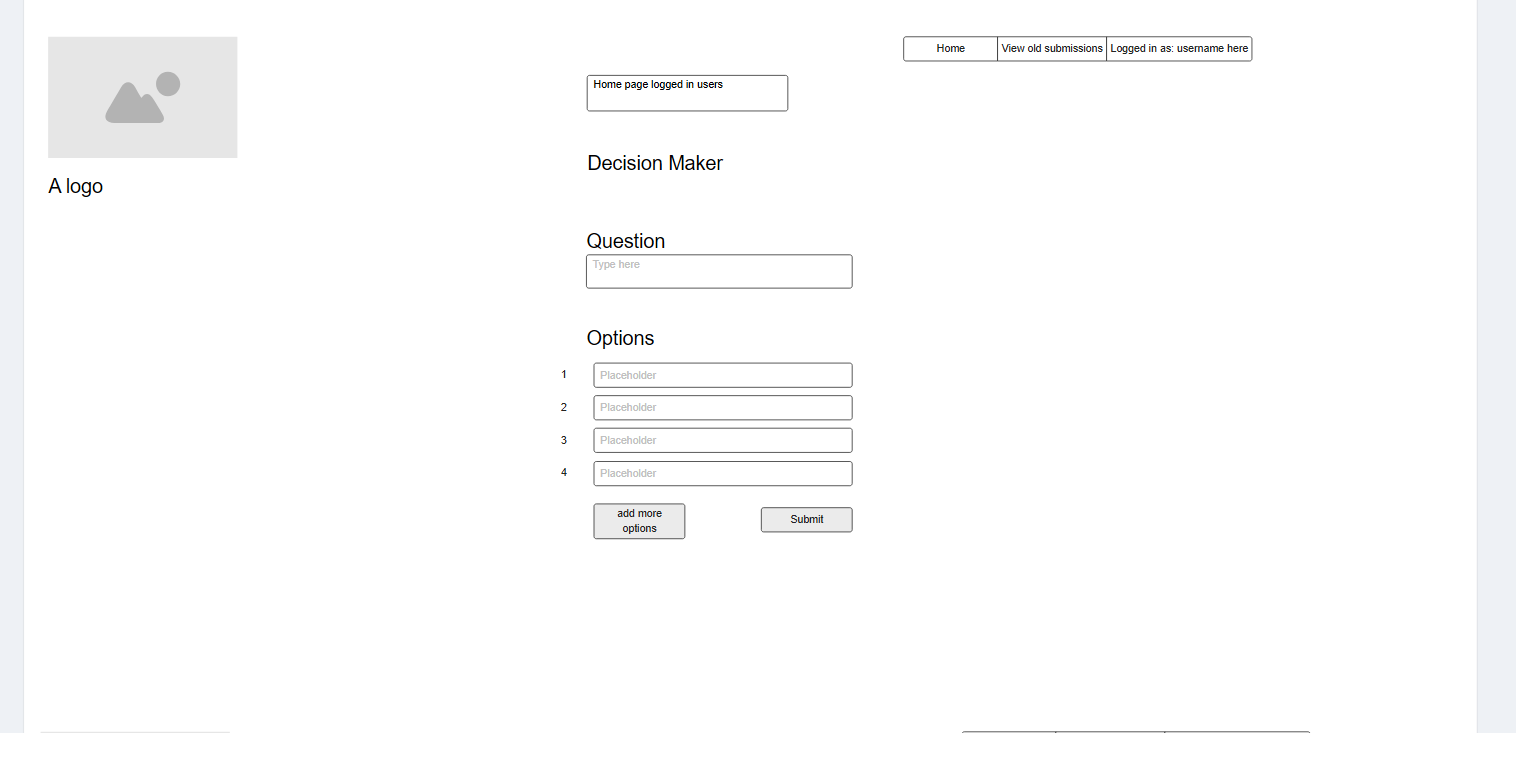 Home
View old submissions
Logged in as: username here
Home page logged in users
Decision Maker
A logo
Question
Type here
Options
1
Placeholder
2
Placeholder
3
Placeholder
4
Placeholder
add more
options
Submit